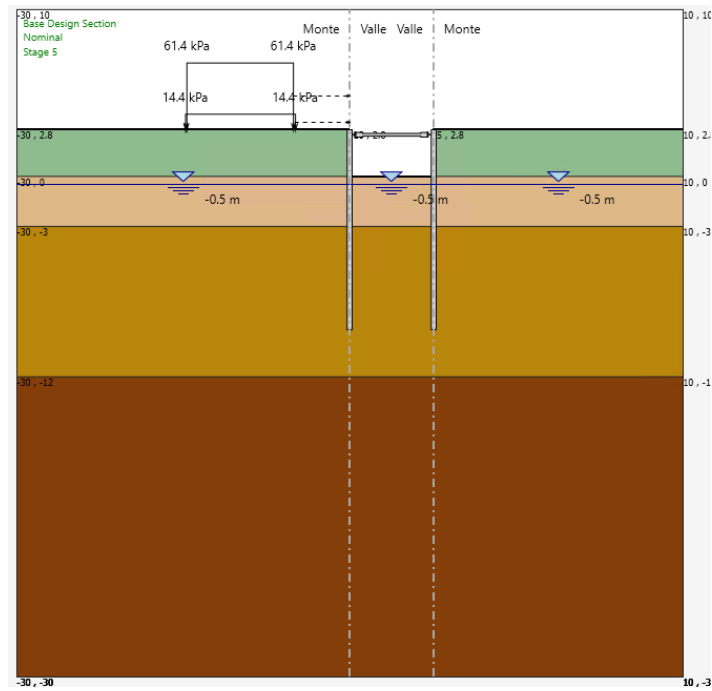 -30, 10
10, 10
Base Design Section
Nominal
Stage 5
Monte Valle Valle Monte
61.4 kPa 61.4 kPa
14.4 kPa 14.4 kPa
-30, 2.8
5, 2.8
10, 2.8
-30, 0
10, 0
-0.5 m -0.5 m -0.5 m
-30, -3
10, -3
-30, -12
10, -1
-30, -30
10, -3